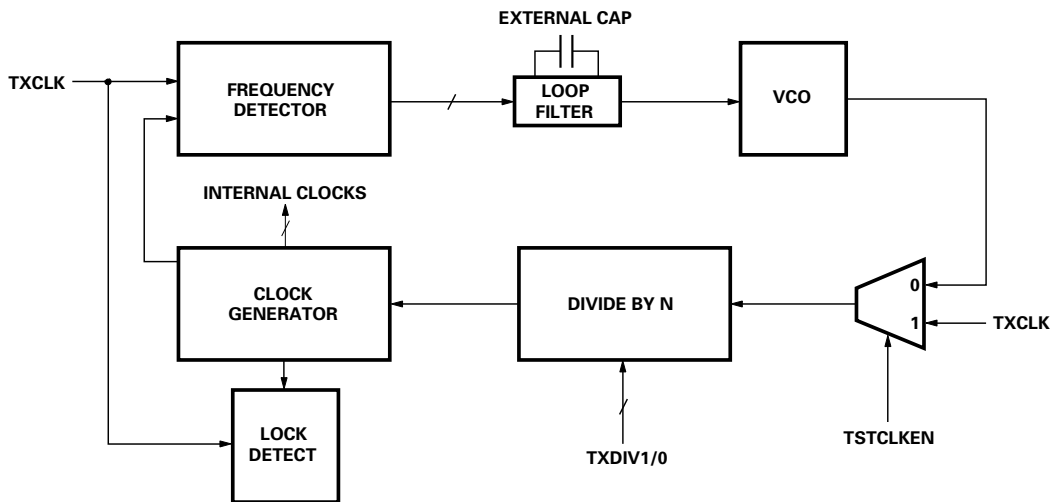 EXTERNAL CAP
TXCLK
FREQUENCY
DETECTOR
LOOP
FILTER
VCO
INTERNAL CLOCKS
CLOCK
GENERATOR
DIVIDE BY N
0
1
TXCLK
LOCK
DETECT
TXDIV1/0
TSTCLKEN